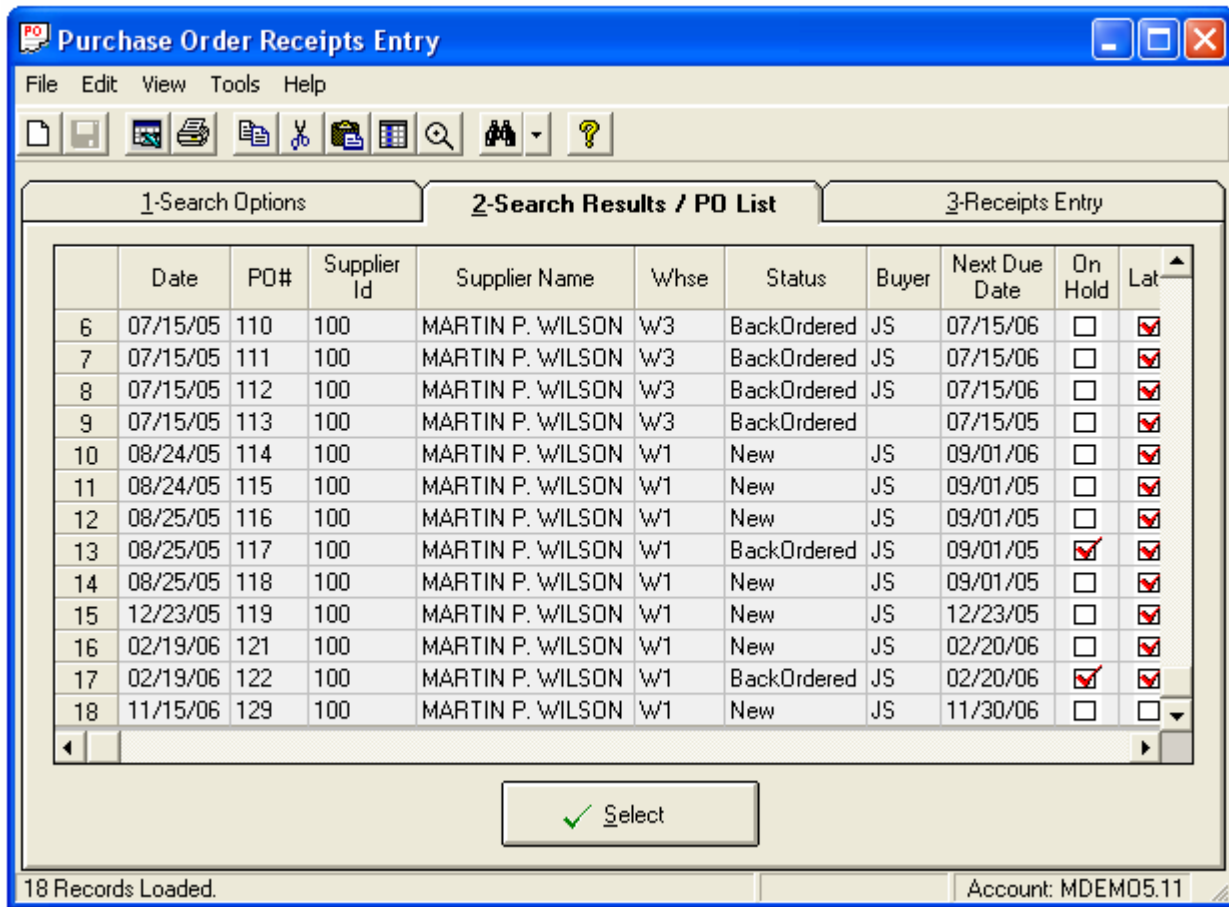 PO Purchase Order Receipts Entry
File Edit View Tools Help
1-Search Options 2-Search Results / PO List 3-Receipts Entry
Date PO# Supplier Id Supplier Name Whse Status Buyer Next Due Date On Hold Lat
6 07/15/05 110 100 MARTIN P. WILSON W3 BackOrdered JS 07/15/06
7 07/15/05 111 100 MARTIN P. WILSON W3 BackOrdered JS 07/15/06
8 07/15/05 112 100 MARTIN P. WILSON W3 BackOrdered JS 07/15/06
9 07/15/05 113 100 MARTIN P. WILSON W3 BackOrdered 07/15/05
10 08/24/05 114 100 MARTIN P. WILSON W1 New JS 09/01/06
11 08/24/05 115 100 MARTIN P. WILSON W1 New JS 09/01/05
12 08/25/05 116 100 MARTIN P. WILSON W1 New JS 09/01/05
13 08/25/05 117 100 MARTIN P. WILSON W1 BackOrdered JS 09/01/05
14 08/25/05 118 100 MARTIN P. WILSON W1 New JS 09/01/05
15 12/23/05 119 100 MARTIN P. WILSON W1 New JS 12/23/05
16 02/19/06 121 100 MARTIN P. WILSON W1 New JS 02/20/06
17 02/19/06 122 100 MARTIN P. WILSON W1 BackOrdered JS 02/20/06
18 11/15/06 129 100 MARTIN P. WILSON W1 New JS 11/30/06
Select
18 Records Loaded. Account: MDEMO5.11